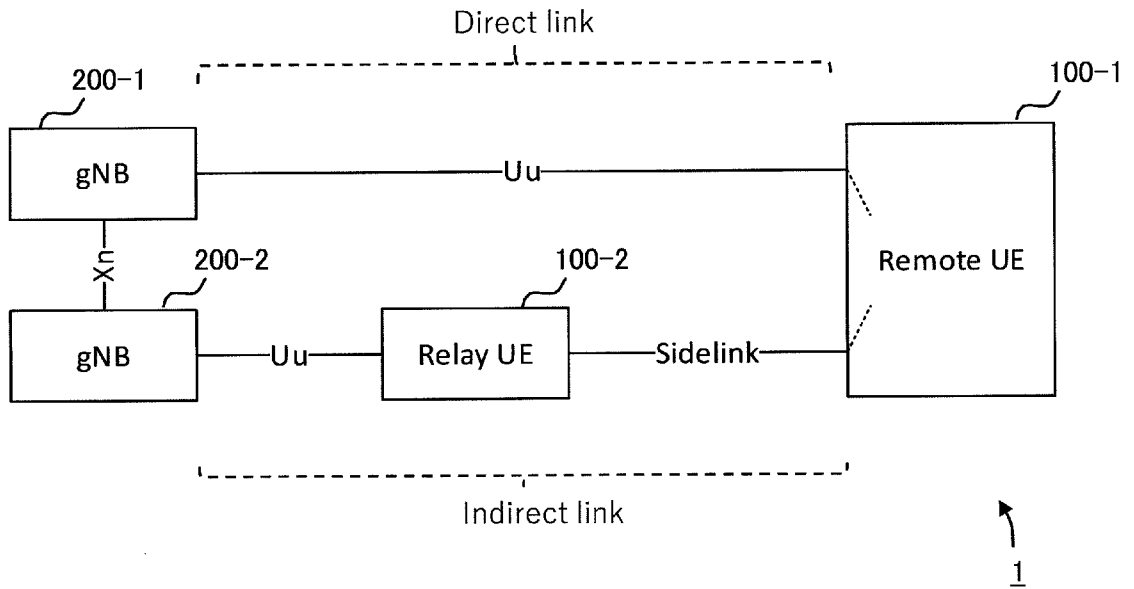 Direct link
200-1
100-1
gNB
Uu
Xn
200-2
100-2
Remote UE
gNB
Uu
Relay UE
Sidelink
Indirect link
1